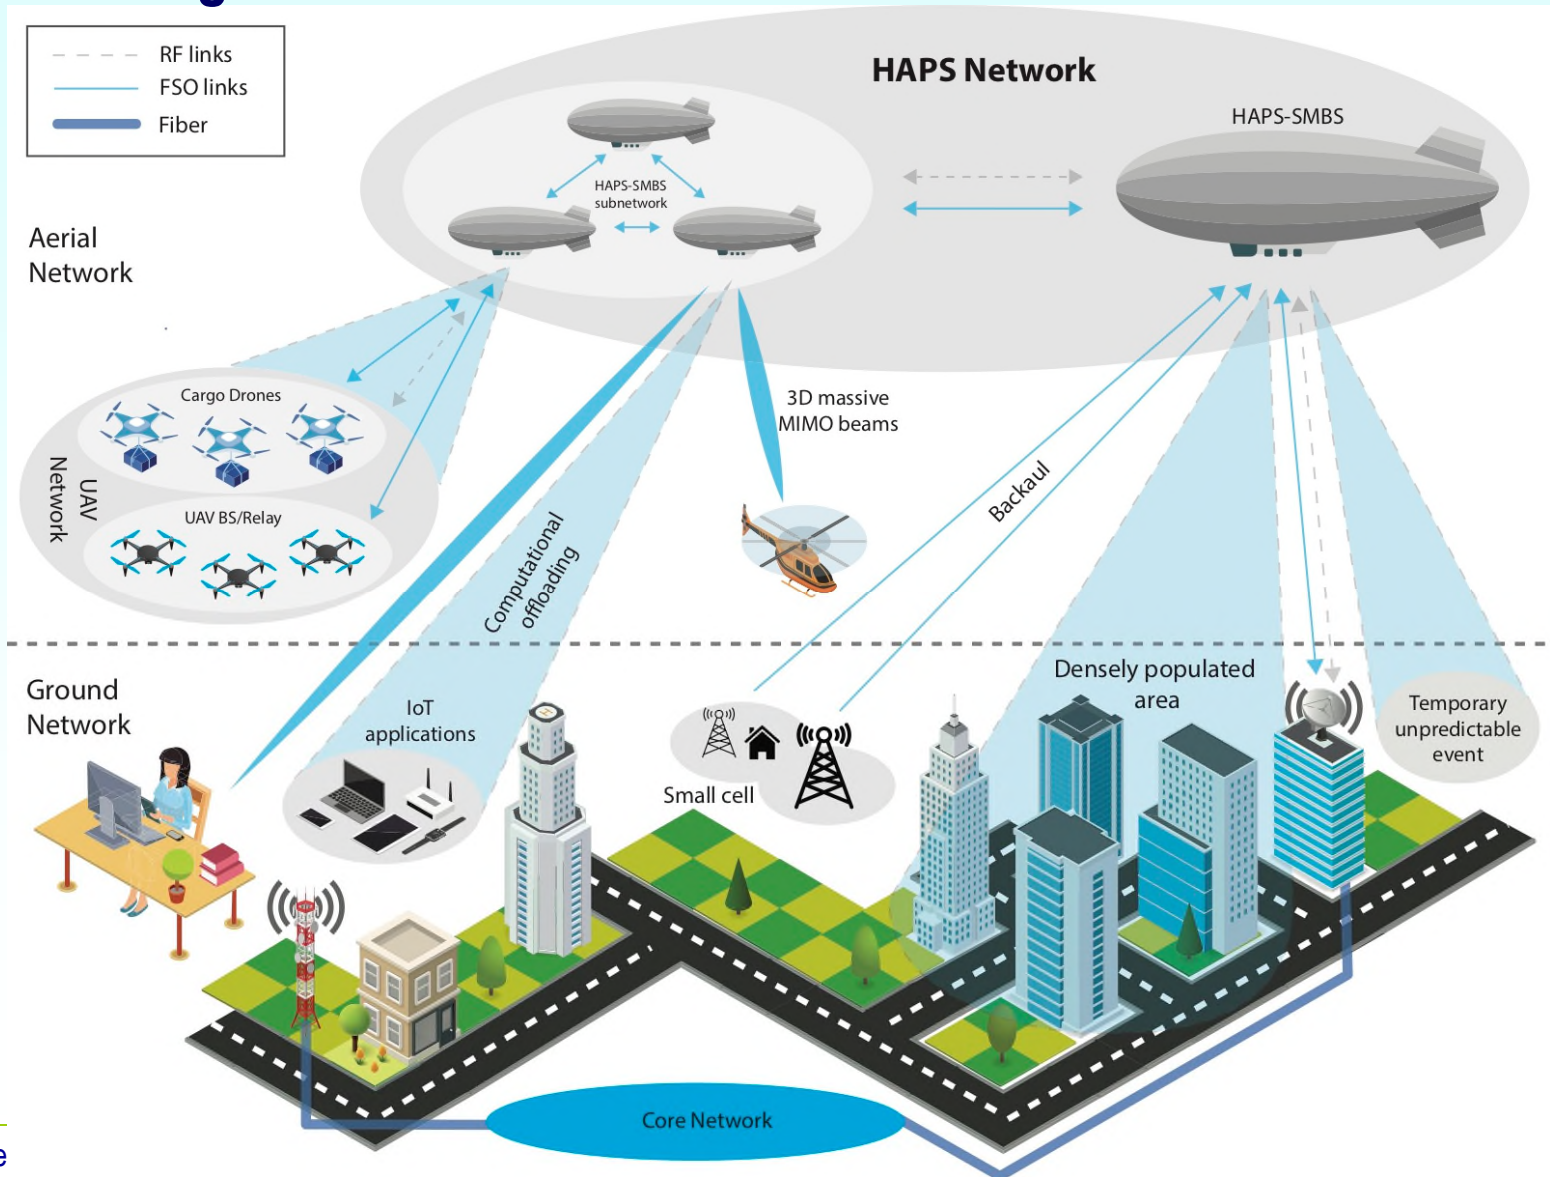 RF links
FSO links
Fiber
HAPS Network
HAPS-SMBS
HAPS-SMBS
subnetwork
Aerial
Network
Cargo Drones
UAV
Network
UAV BS/Relay
3D massive
MIMO beams
Computational
offloading
Backaul
Ground
Network
IoT
applications
Small cell
Densely populated
area
Temporary
unpredictable
event
Core Network